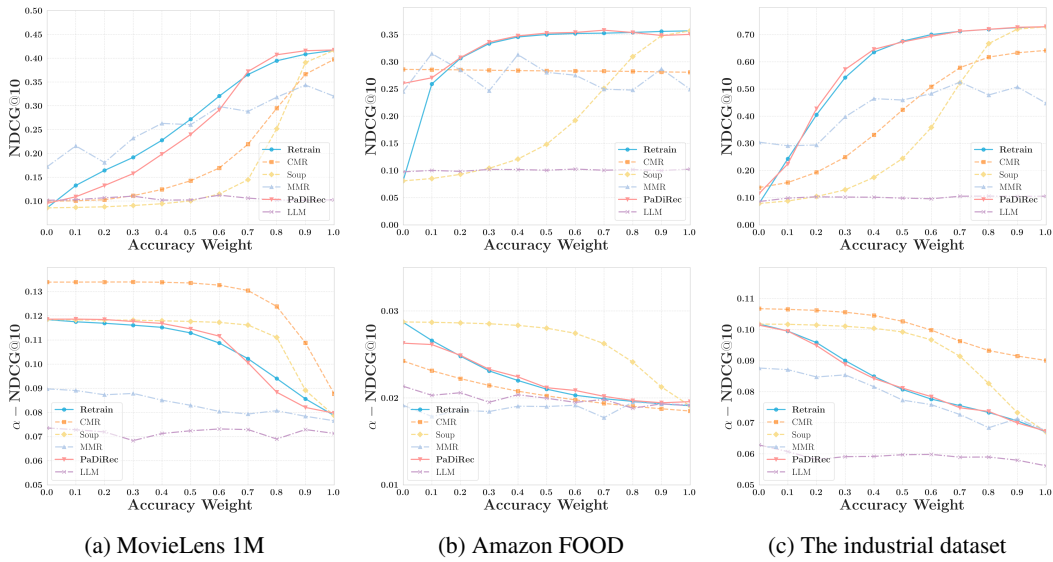 NDCG@10
0.50
0.45
0.40
0.35
0.30
0.25
0.20
0.15
0.10
0.0 0.1 0.2 0.3 0.4 0.5 0.6 0.7 0.8 0.9 1.0
Accuracy Weight
Retrain
CMR
Soup
MMR
PaDiRec
LLM
NDCG@10
0.35
0.30
0.25
0.20
0.15
0.10
0.05
0.00
0.0 0.1 0.2 0.3 0.4 0.5 0.6 0.7 0.8 0.9 1.0
Accuracy Weight
Retrain
CMR
Soup
MMR
PaDiRec
LLM
NDCG@10
0.70
0.60
0.50
0.40
0.30
0.20
0.10
0.00
0.0 0.1 0.2 0.3 0.4 0.5 0.6 0.7 0.8 0.9 1.0
Accuracy Weight
Retrain
CMR
Soup
MMR
PaDiRec
LLM
α − NDCG@10
0.13
0.12
0.11
0.10
0.09
0.08
0.07
0.06
0.05
0.0 0.1 0.2 0.3 0.4 0.5 0.6 0.7 0.8 0.9 1.0
Accuracy Weight
Retrain
CMR
Soup
MMR
PaDiRec
LLM
(a) MovieLens 1M
α − NDCG@10
0.03
0.02
0.01
0.0 0.1 0.2 0.3 0.4 0.5 0.6 0.7 0.8 0.9 1.0
Accuracy Weight
Retrain
CMR
Soup
MMR
PaDiRec
LLM
(b) Amazon FOOD
α − NDCG@10
0.11
0.10
0.09
0.08
0.07
0.06
0.05
0.0 0.1 0.2 0.3 0.4 0.5 0.6 0.7 0.8 0.9 1.0
Accuracy Weight
Retrain
CMR
Soup
MMR
PaDiRec
LLM
(c) The industrial dataset